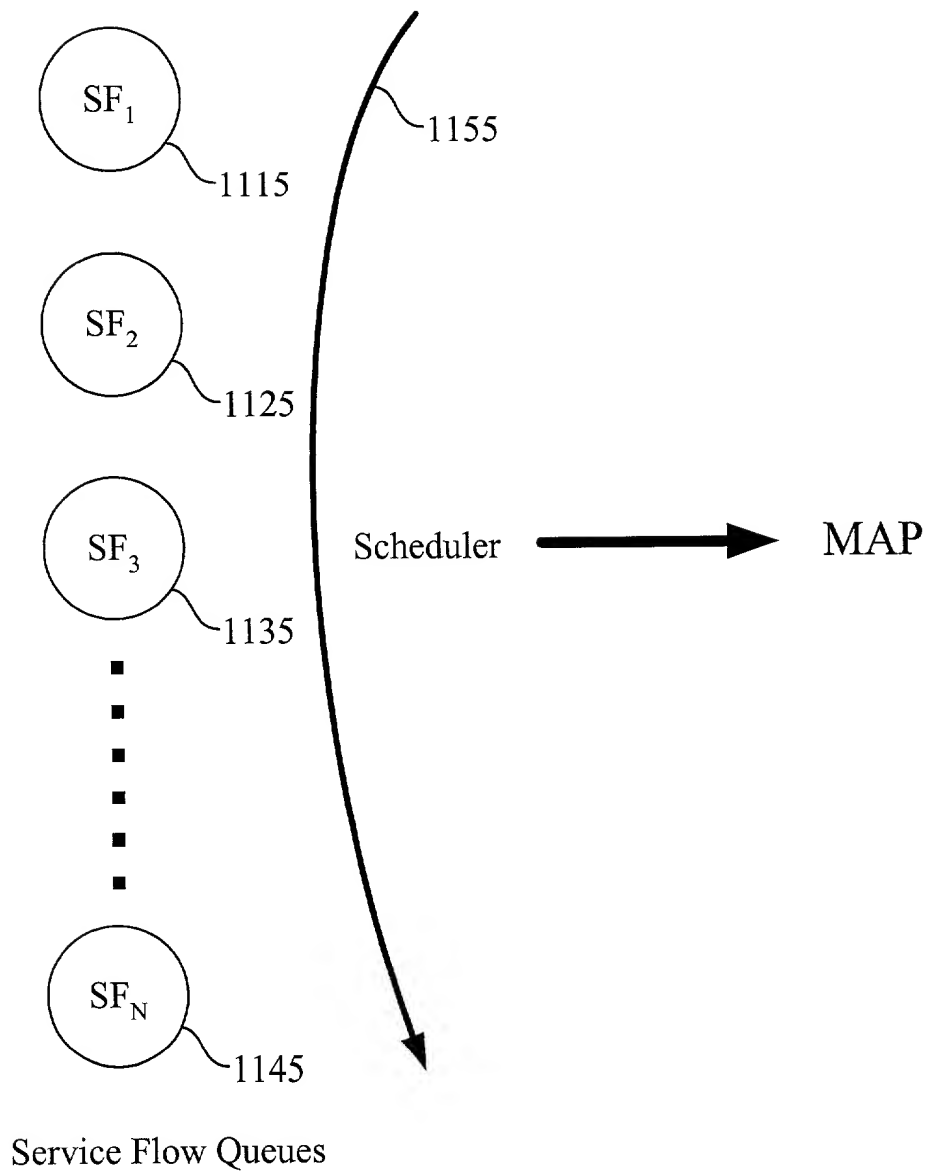 SF1
1155
1115
SF2
1125
SF3
Scheduler
MAP
1135
SFN
1145
Service Flow Queues